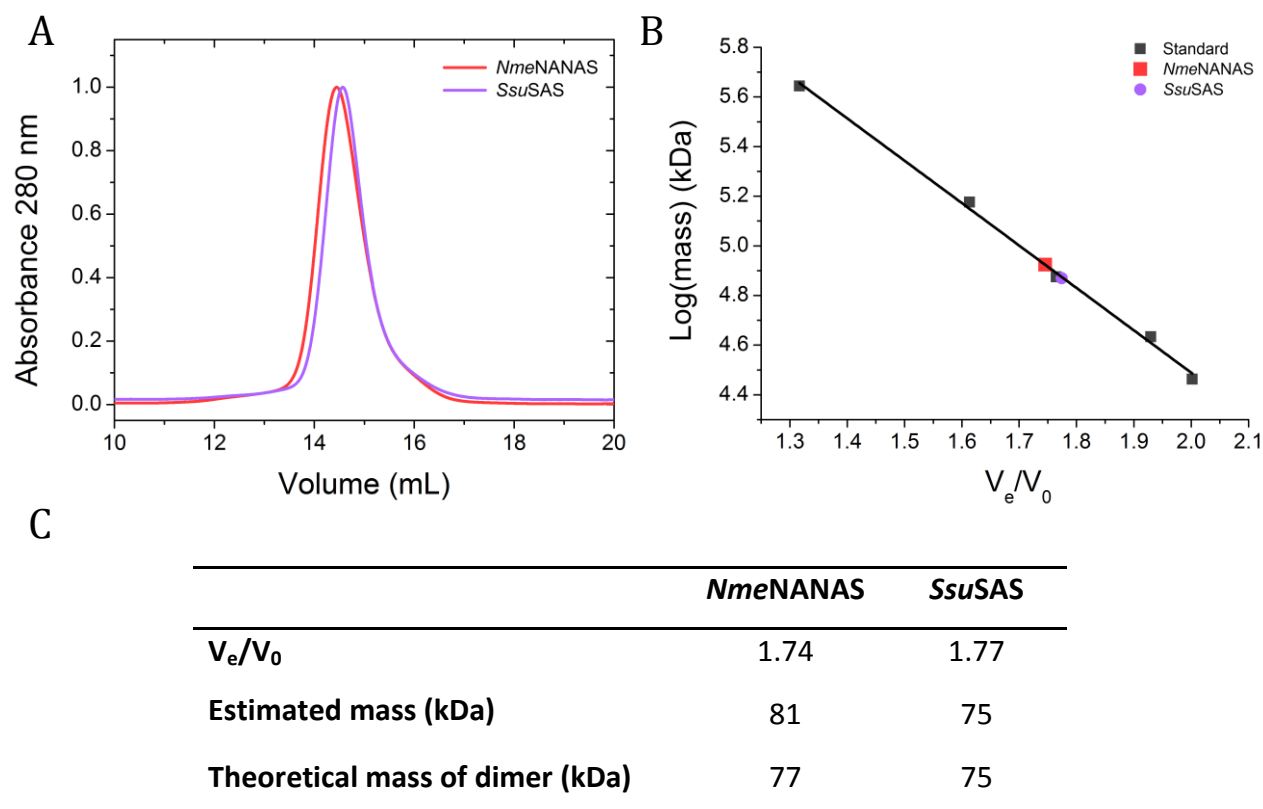 A
Absorbance 280 nm
1.0
0.8
0.6
0.4
0.2
0.0
10 12 14 16 18 20
Volume (mL)
NmeNANAS
SsuSAS
B
Log(mass) (kDa)
5.8
5.6
5.4
5.2
5.0
4.8
4.6
4.4
1.3 1.4 1.5 1.6 1.7 1.8 1.9 2.0 2.1
Ve/V0
Standard
NmeNANAS
SsuSAS
C
NmeNANAS SsuSAS
Ve/V0 1.74 1.77
Estimated mass (kDa) 81 75
Theoretical mass of dimer (kDa) 77 75